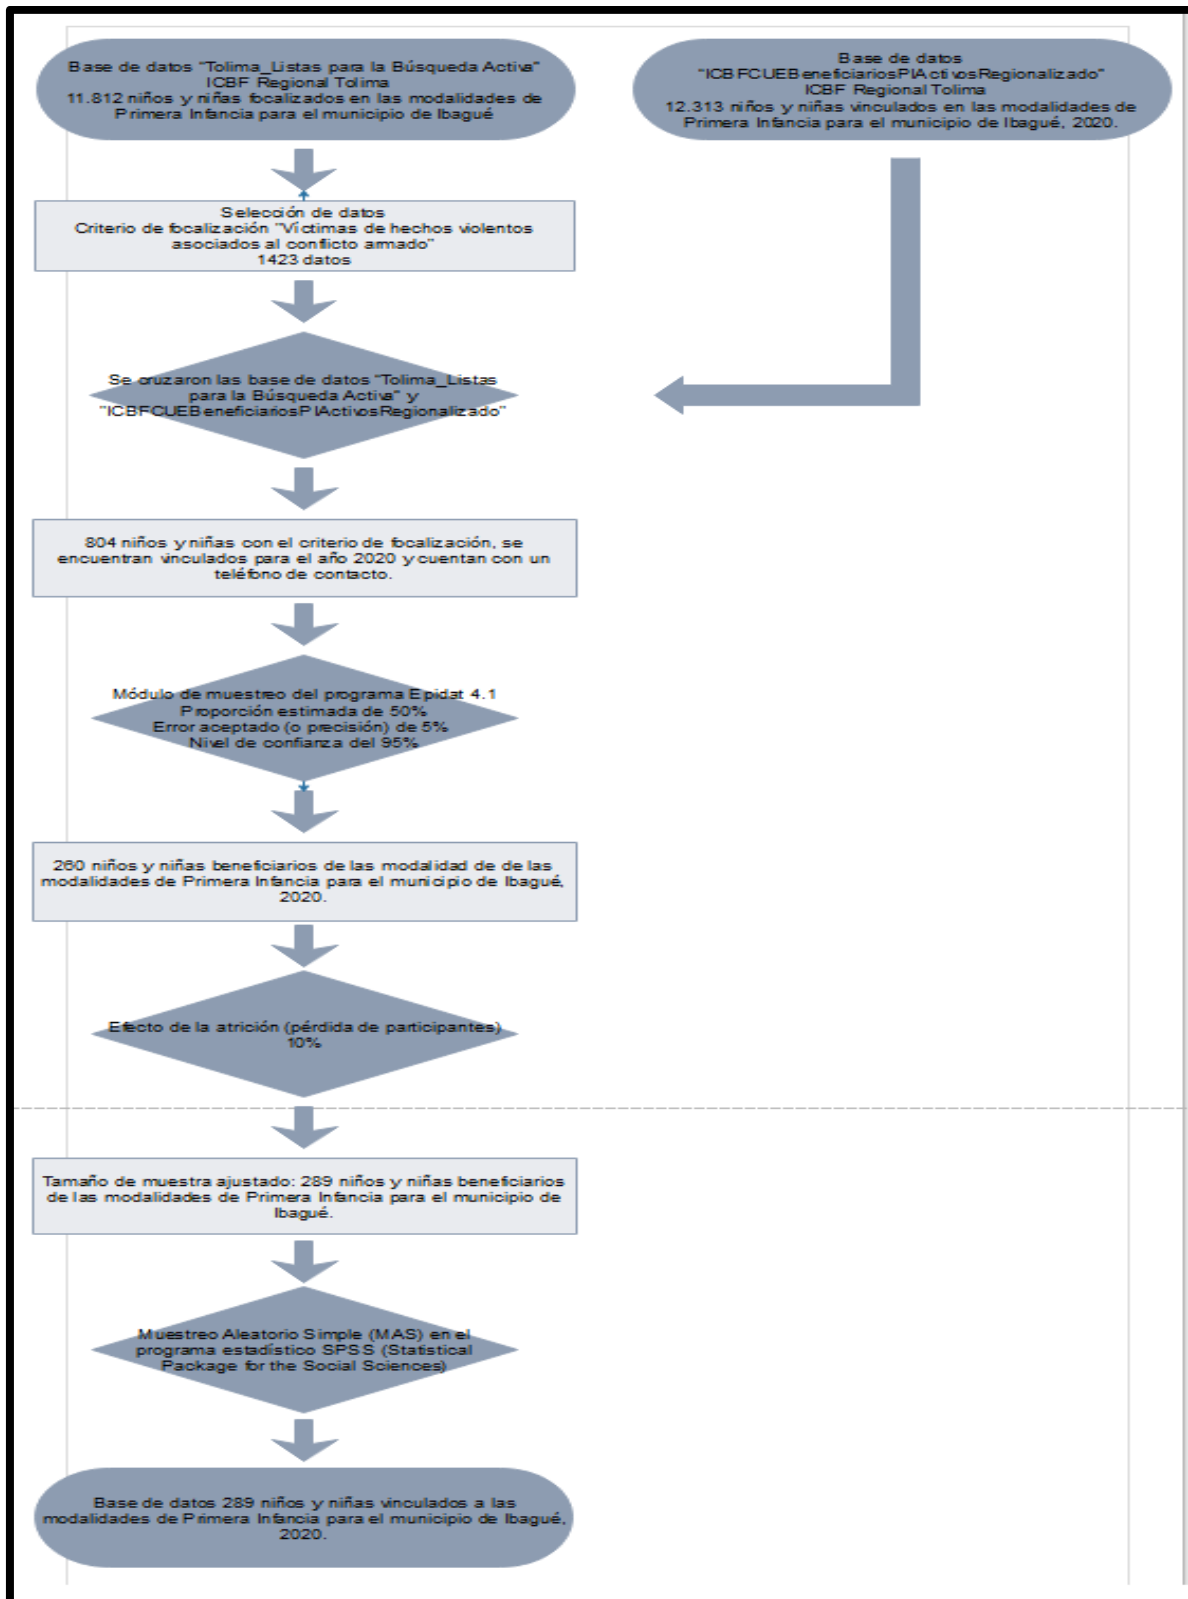 Base de datos "Tolima_Listas para la Búsqueda Activa"
ICBF Regional Tolima
11.812 niños y niñas focalizados en las modalidades de
Primera Infancia para el municipio de Ibagué
Base de datos
"ICBFCUEBeneficiariosPIActivosRegionalizado"
ICBF Regional Tolima
12.313 niños y niñas vinculados en las modalidades de
Primera Infancia para el municipio de Ibagué, 2020.
Selección de datos
Criterio de focalización "Víctimas de hechos violentos
asociados al conflicto armado"
1423 datos
Se cruzaron las base de datos "Tolima_Listas
para la Búsqueda Activa" y
"ICBFCUEBeneficiariosPIActivosRegionalizado"
804 niños y niñas con el criterio de focalización, se
encuentran vinculados para el año 2020 y cuentan con un
teléfono de contacto.
Módulo de muestreo del programa Epidat 4.1
Proporción estimada de 50%
Error aceptado (o precisión) de 5%
Nivel de confianza del 95%
260 niños y niñas beneficiarios de las modalidad de de las
modalidades de Primera Infancia para el municipio de Ibagué,
2020.
Efecto de la atrición (pérdida de participantes)
10%
Tamaño de muestra ajustado: 289 niños y niñas beneficiarios
de las modalidades de Primera Infancia para el municipio de
Ibagué.
Muestreo Aleatorio Simple (MAS) en el
programa estadístico SPSS (Statistical
Package for the Social Sciences)
Base de datos 289 niños y niñas vinculados a las
modalidades de Primera Infancia para el municipio de Ibagué,
2020.